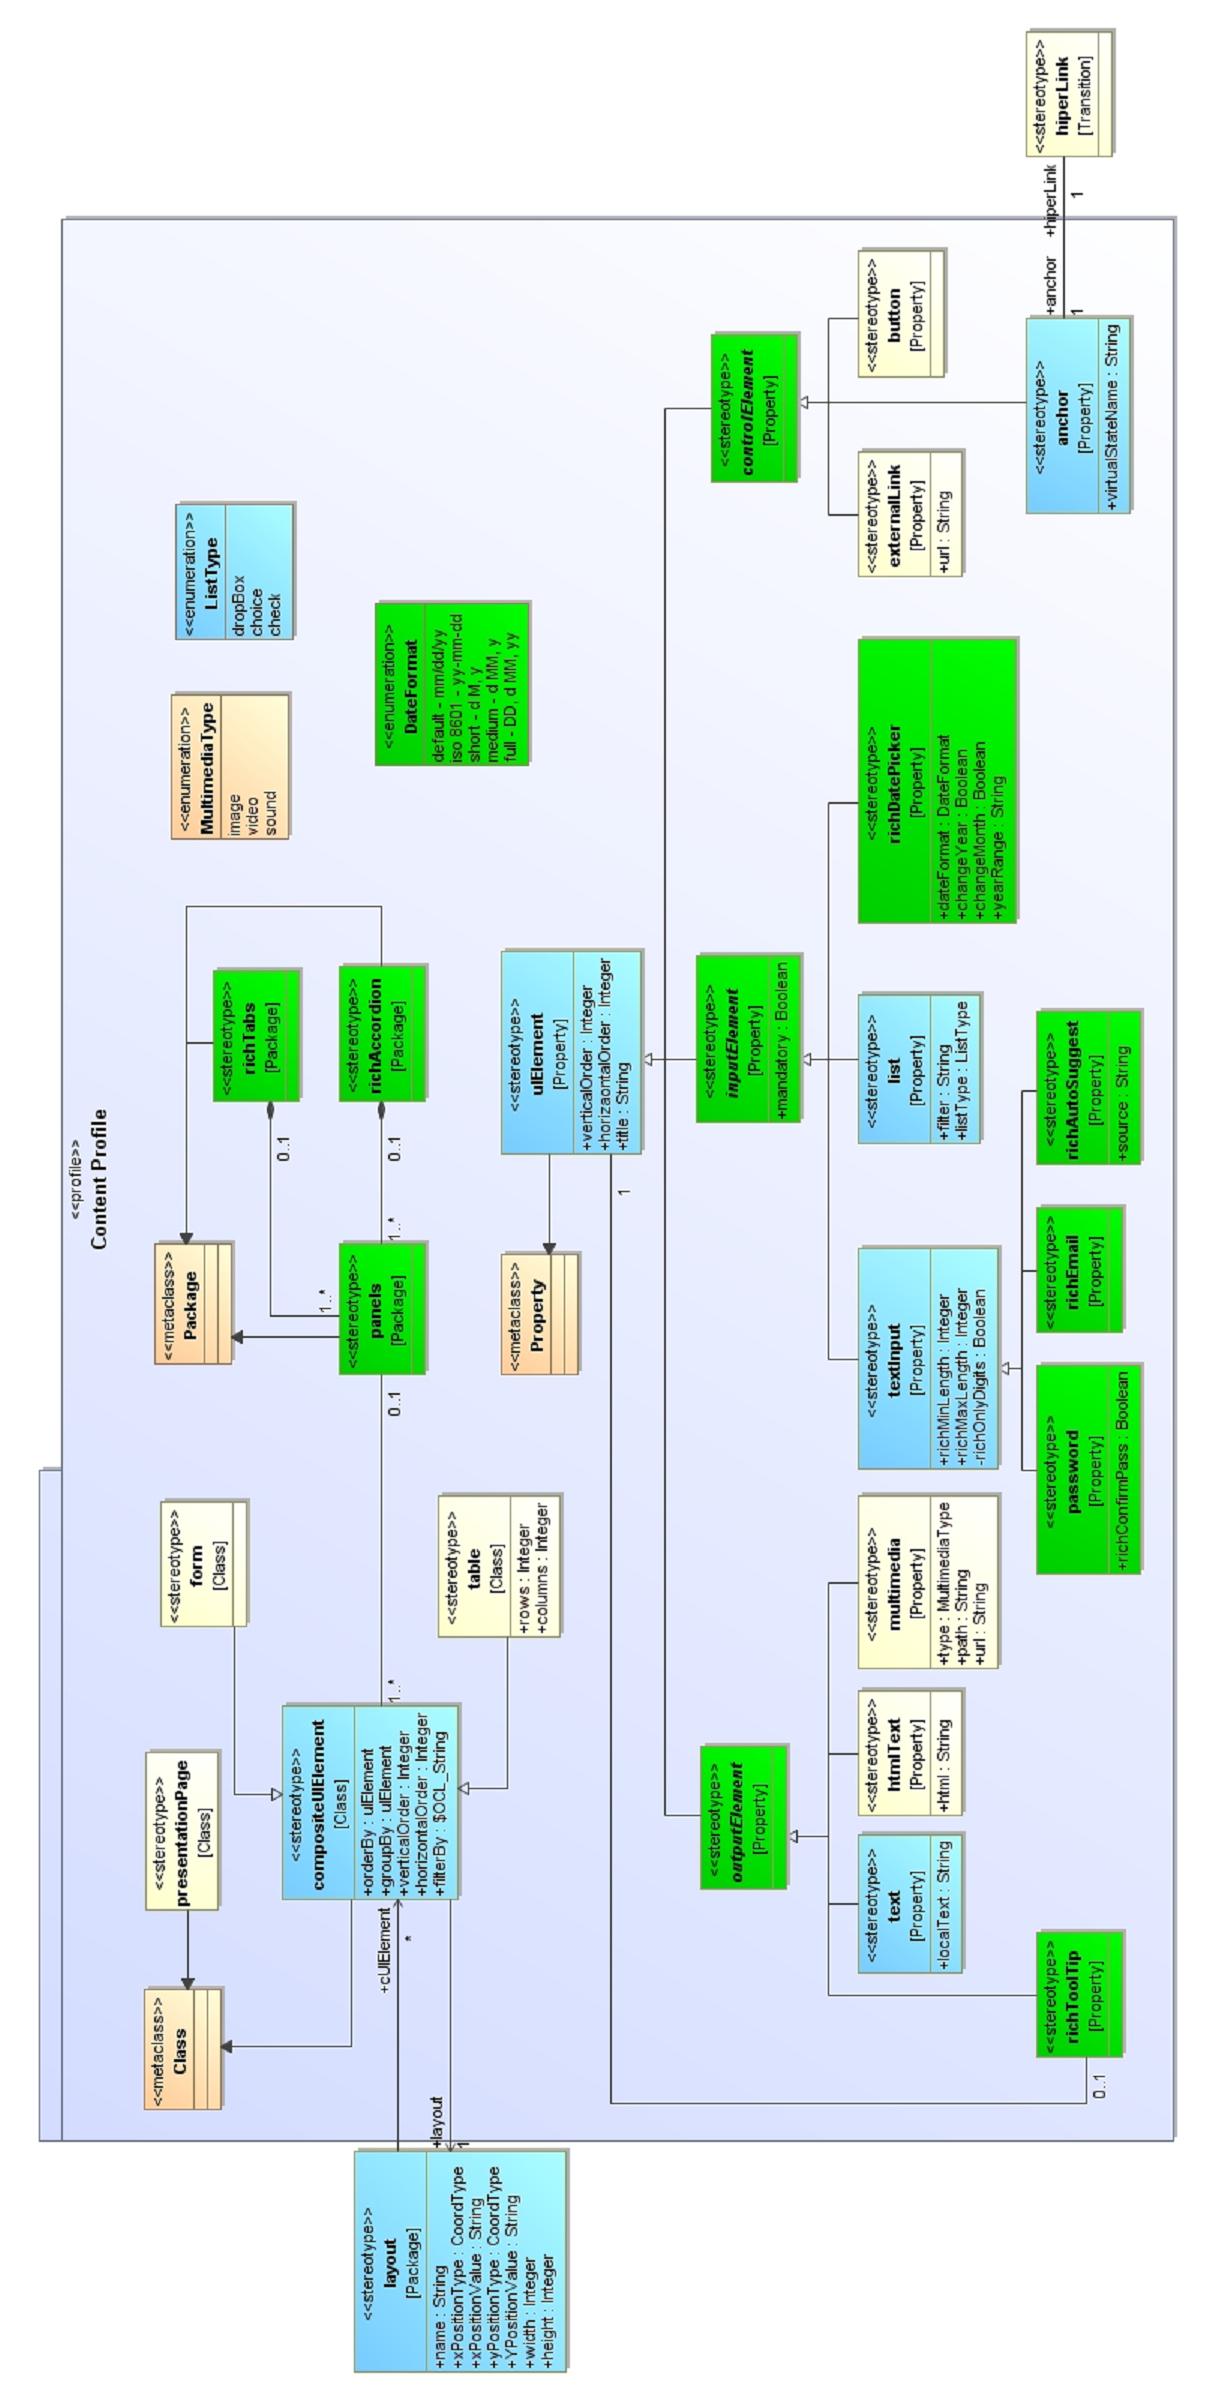 <<profile>>
Content Profile
<<metaclass>>
Class
<<stereotype>>
presentationPage
[Class]
<<stereotype>>
form
[Class]
<<metaclass>>
Package
<<stereotype>>
richTabs
[Package]
<<enumeration>>
MultimediaType
image
video
sound
<<enumeration>>
ListType
dropBox
choice
check
<<stereotype>>
compositeUIElement
[Class]
+orderBy : uIElement
+groupBy : uIElement
+verticalOrder : Integer
+horizontalOrder : Integer
+filterBy : $OCL_String
1..*
0..1
<<stereotype>>
panels
[Package]
1..*
0..1
1..*
0..1
<<stereotype>>
richAccordion
[Package]
<<enumeration>>
DateFormat
default - mm/dd/yy
iso 8601 - yy-mm-dd
short - d M, y
medium - d MM, y
full - DD, d MM, yy
<<stereotype>>
layout
[Package]
+name : String
+xPositionType : CoordType
+xPositionValue : String
+yPositionType : CoordType
+YPositionValue : String
+width : Integer
+height : Integer
+cUIElement
*
+layout
1
<<stereotype>>
table
[Class]
+rows : Integer
+columns : Integer
<<metaclass>>
Property
<<stereotype>>
uIElement
[Property]
+verticalOrder : Integer
+horizaontalOrder : Integer
+title : String
1
<<stereotype>>
outputElement
[Property]
<<stereotype>>
inputElement
[Property]
+mandatory : Boolean
<<stereotype>>
controlElement
[Property]
<<stereotype>>
text
[Property]
+localText : String
<<stereotype>>
htmlText
[Property]
+html : String
<<stereotype>>
multimedia
[Property]
+type : MultimediaType
+path : String
+url : String
<<stereotype>>
textInput
[Property]
+richMinLength : Integer
+richMaxLength : Integer
-richOnlyDigits : Boolean
<<stereotype>>
list
[Property]
+filter : String
+listType : ListType
<<stereotype>>
richDatePicker
[Property]
+dateFormat : DateFormat
+changeYear : Boolean
+changeMonth : Boolean
+yearRange : String
<<stereotype>>
externalLink
[Property]
+url : String
<<stereotype>>
button
[Property]
<<stereotype>>
richToolTip
[Property]
0..1
<<stereotype>>
password
[Property]
+richConfirmPass : Boolean
<<stereotype>>
richEmail
[Property]
<<stereotype>>
richAutoSuggest
[Property]
+source : String
<<stereotype>>
anchor
[Property]
+virtualStateName : String
+anchor
1
+hiperLink
1
<<stereotype>>
hiperLink
[Transition]